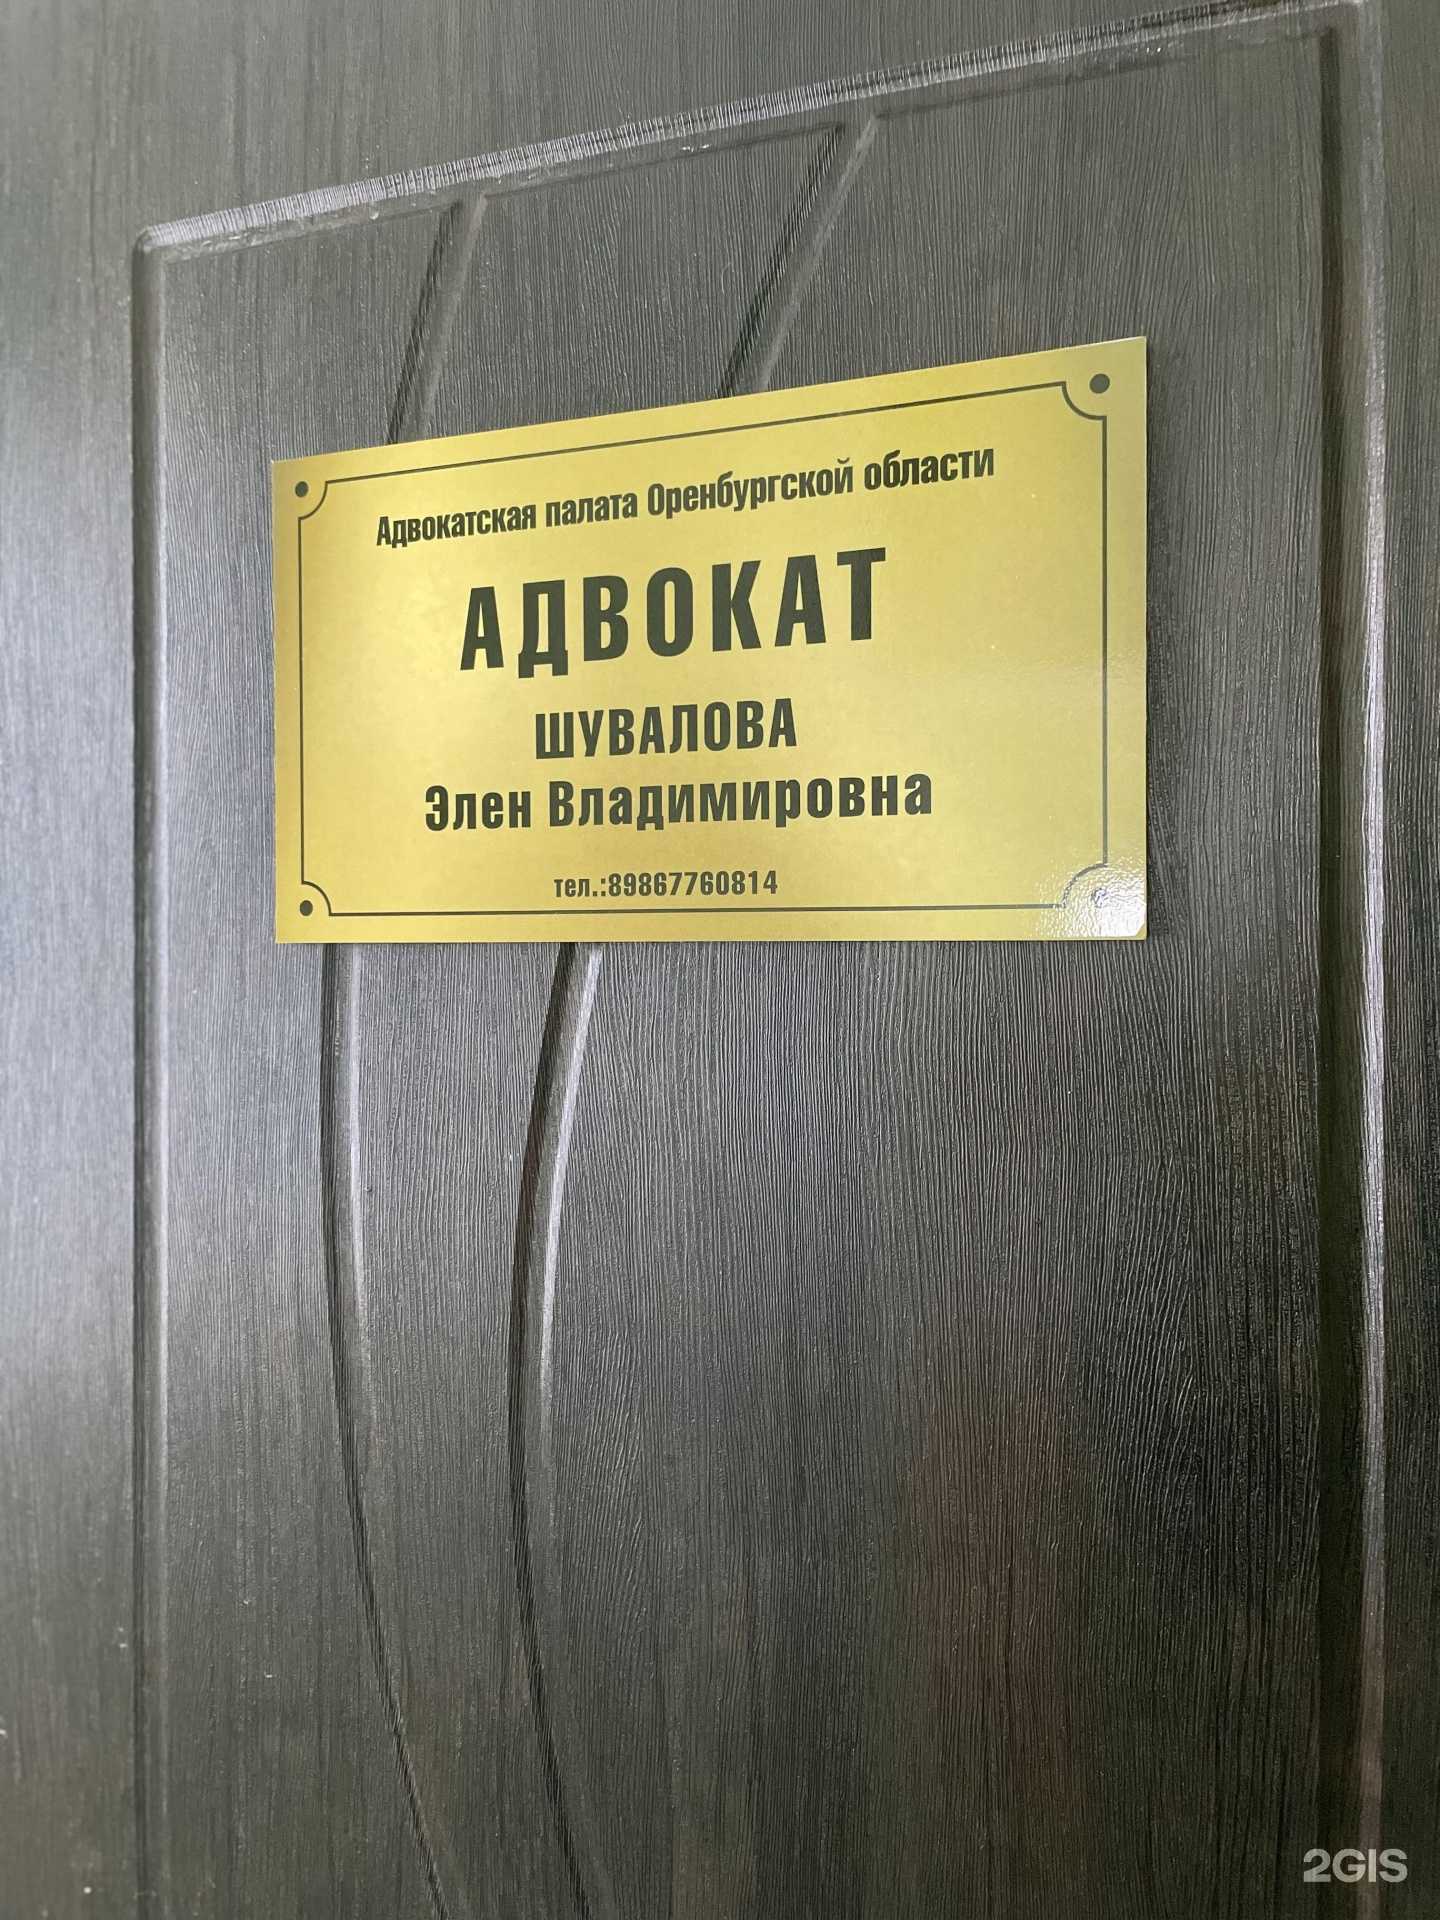 Адвокатская палата Оренбургской области
АДВОКАТ
ШУВАЛОВА
Элен Владимировна
тел.:89867760814
2GIS